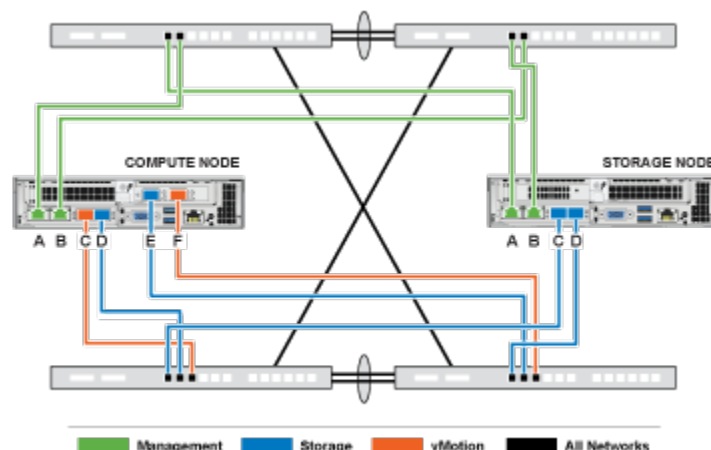 COMPUTE NODE
STORAGE NODE
A B C D E F
A B C D
Management Storage vMotion All Networks